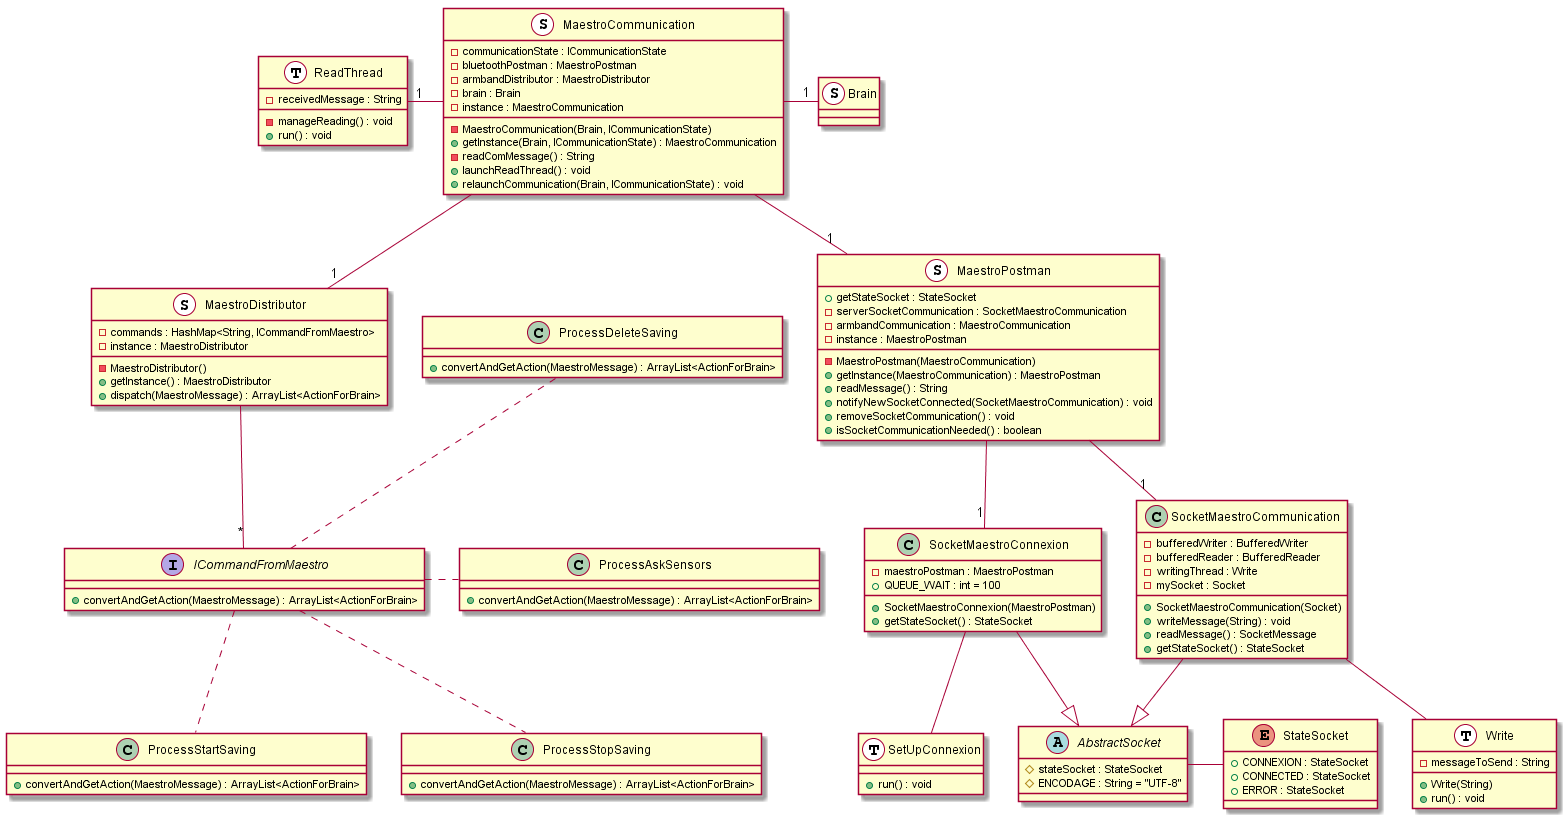 S MaestroCommunication
communicationState : ICommunicationState
bluetoothPostman : MaestroPostman
armbandDistributor : MaestroDistributor
brain : Brain
instance : MaestroCommunication
MaestroCommunication(Brain, ICommunicationState)
getInstance(Brain, ICommunicationState) : MaestroCommunication
readComMessage() : String
launchReadThread() : void
relaunchCommunication(Brain, ICommunicationState) : void
T ReadThread
receivedMessage : String
manageReading() : void
run() : void
1
1
S Brain
1
1
S MaestroDistributor
commands : HashMap<String, ICommandFromMaestro>
instance : MaestroDistributor
MaestroDistributor()
getInstance() : MaestroDistributor
dispatch(MaestroMessage) : ArrayList<ActionForBrain>
C ProcessDeleteSaving
convertAndGetAction(MaestroMessage) : ArrayList<ActionForBrain>
S MaestroPostman
getStateSocket : StateSocket
serverSocketCommunication : SocketMaestroCommunication
armbandCommunication : MaestroCommunication
instance : MaestroPostman
MaestroPostman(MaestroCommunication)
getInstance(MaestroCommunication) : MaestroPostman
readMessage() : String
notifyNewSocketConnected(SocketMaestroCommunication) : void
removeSocketCommunication() : void
isSocketCommunicationNeeded() : boolean
*
1
1
I ICommandFromMaestro
convertAndGetAction(MaestroMessage) : ArrayList<ActionForBrain>
C ProcessAskSensors
convertAndGetAction(MaestroMessage) : ArrayList<ActionForBrain>
C SocketMaestroConnexion
maestroPostman : MaestroPostman
QUEUE_WAIT : int = 100
SocketMaestroConnexion(MaestroPostman)
getStateSocket() : StateSocket
C SocketMaestroCommunication
bufferedWriter : BufferedWriter
bufferedReader : BufferedReader
writingThread : Write
mySocket : Socket
SocketMaestroCommunication(Socket)
writeMessage(String) : void
readMessage() : SocketMessage
getStateSocket() : StateSocket
C ProcessStartSaving
convertAndGetAction(MaestroMessage) : ArrayList<ActionForBrain>
C ProcessStopSaving
convertAndGetAction(MaestroMessage) : ArrayList<ActionForBrain>
T SetUpConnexion
run() : void
A AbstractSocket
stateSocket : StateSocket
ENCODAGE : String = "UTF-8"
E StateSocket
CONNEXION : StateSocket
CONNECTED : StateSocket
ERROR : StateSocket
T Write
messageToSend : String
Write(String)
run() : void